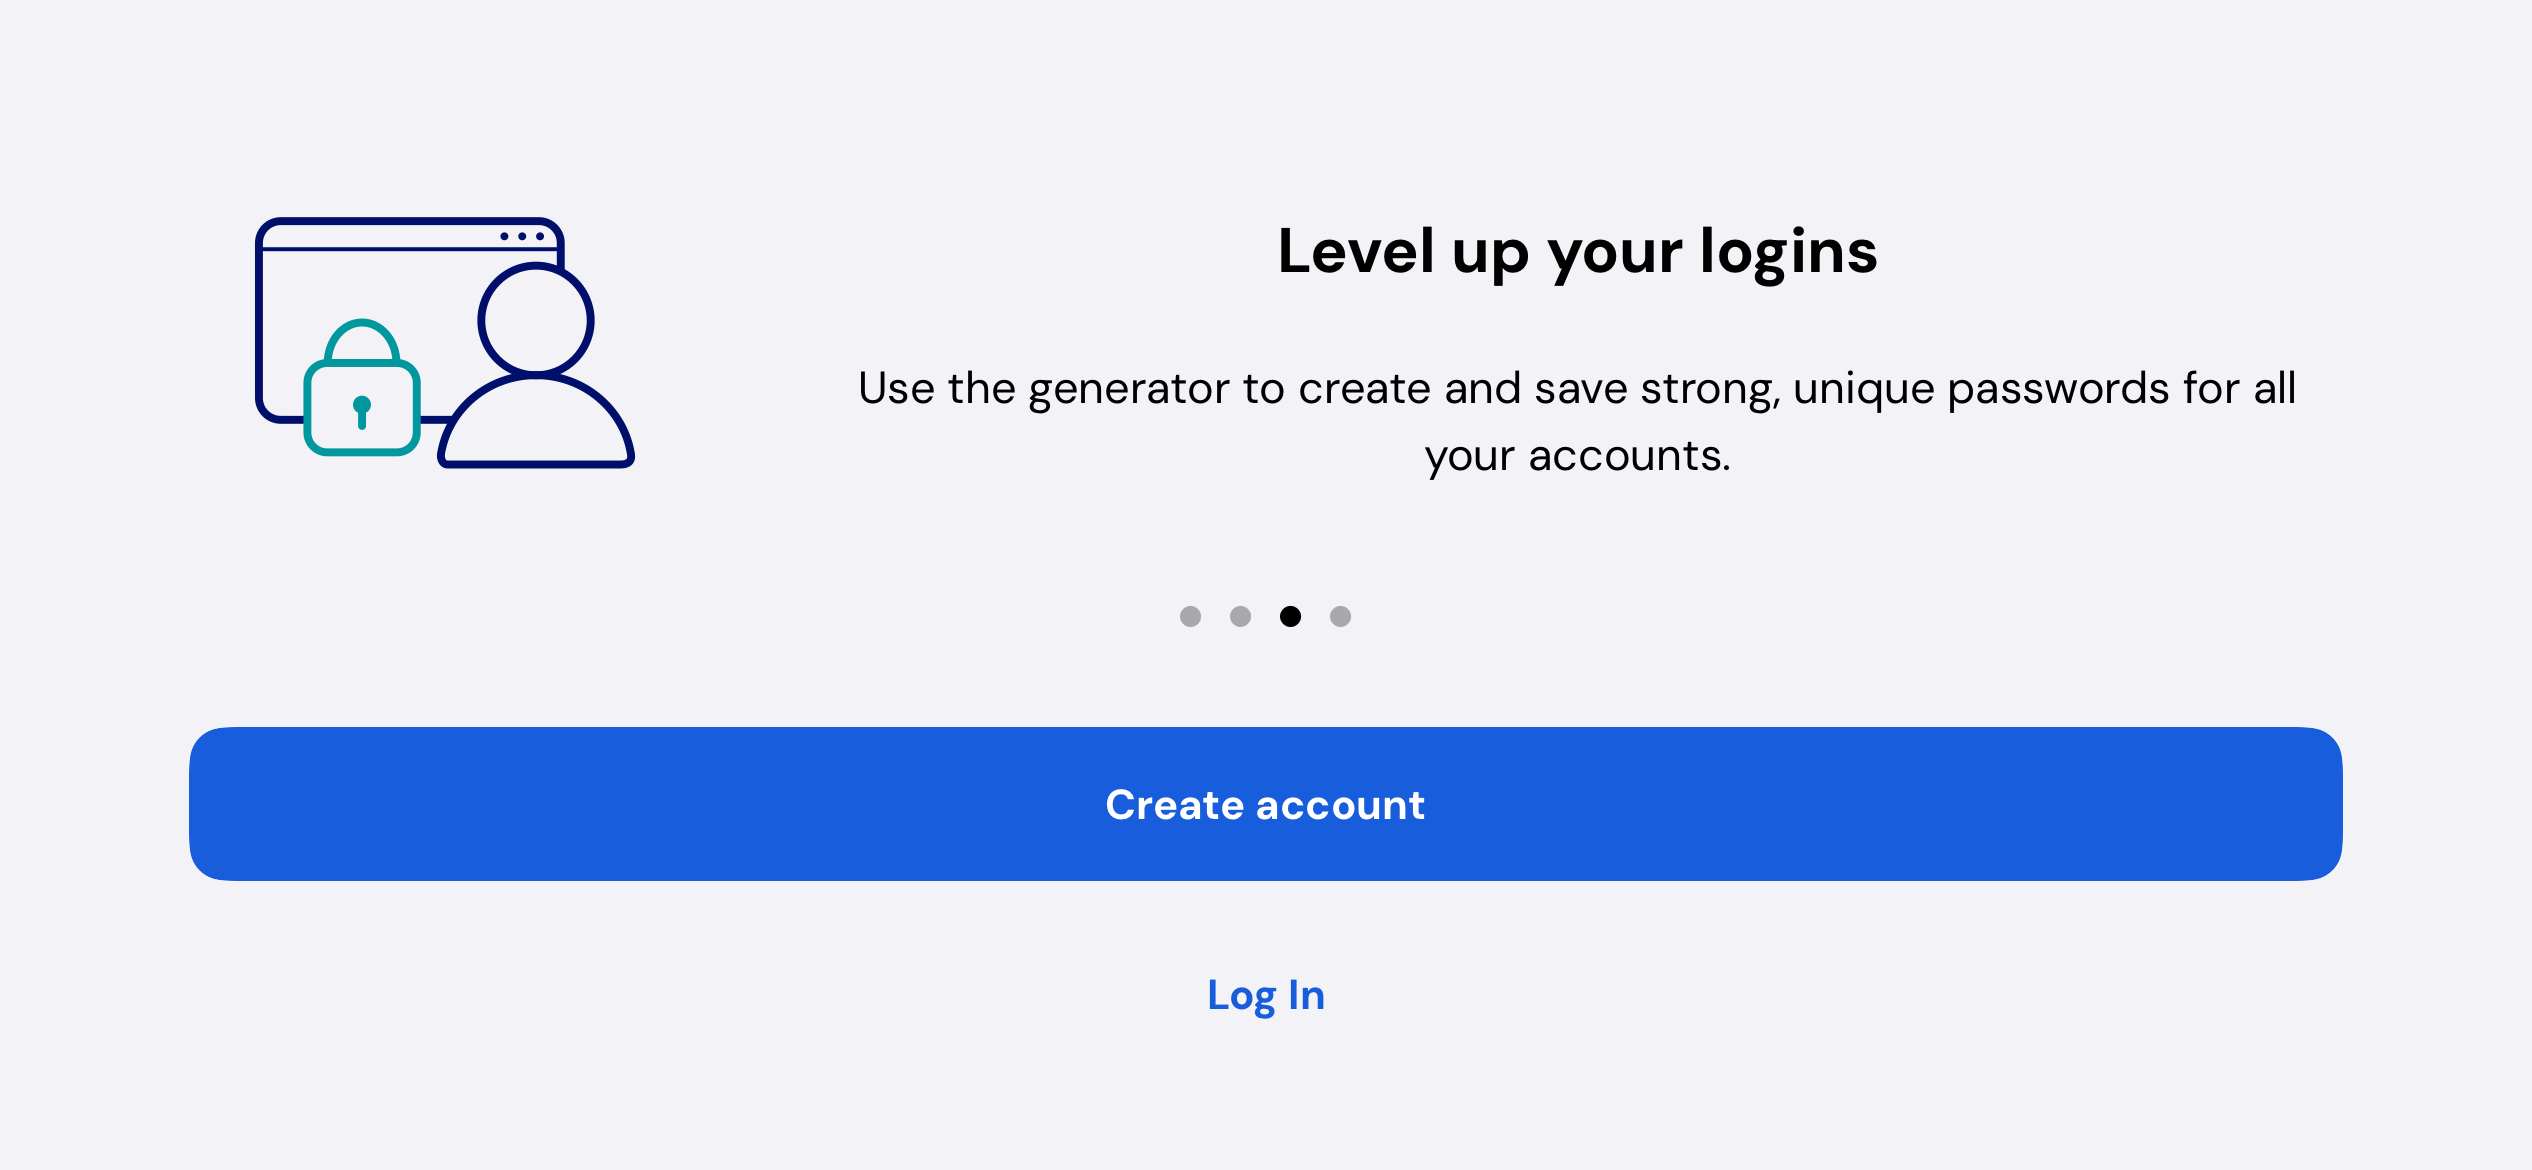 Level up your logins
Use the generator to create and save strong, unique passwords for all
your accounts.
Create account
Log In